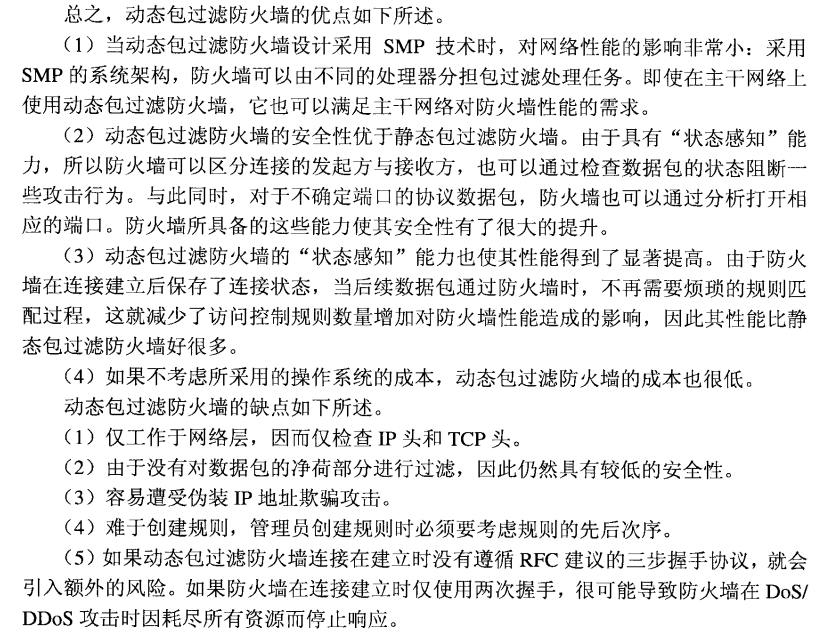 总之，动态包过滤防火墙的优点如下所述。
（1）当动态包过滤防火墙设计采用 SMP 技术时，对网络性能的影响非常小：采用
SMP 的系统架构，防火墙可以由不同的处理器分担包过滤处理任务。即使在主干网络上
使用动态包过滤防火墙，它也可以满足主干网络对防火墙性能的需求。
（2）动态包过滤防火墙的安全性优于静态包过滤防火墙。由于具有“状态感知”能
力，所以防火墙可以区分连接的发起方与接收方，也可以通过检查数据包的状态阻断一
些攻击行为。与此同时，对于不确定端口的协议数据包，防火墙也可以通过分析打开相
应的端口。防火墙所具备的这些能力使其安全性有了很大的提升。
（3）动态包过滤防火墙的“状态感知”能力也使其性能得到了显著提高。由于防火
墙在连接建立后保存了连接状态，当后续数据包通过防火墙时，不再需要烦琐的规则匹
配过程，这就减少了访问控制规则数量增加对防火墙性能造成的影响，因此其性能比静
态包过滤防火墙好很多。
（4）如果不考虑所采用的操作系统的成本，动态包过滤防火墙的成本也很低。
动态包过滤防火墙的缺点如下所述。
（1）仅工作于网络层，因而仅检查 IP 头和 TCP 头。
（2）由于没有对数据包的净荷部分进行过滤，因此仍然具有较低的安全性。
（3）容易遭受伪装 IP 地址欺骗攻击。
（4）难于创建规则，管理员创建规则时必须要考虑规则的先后次序。
（5）如果动态包过滤防火墙连接在建立时没有遵循 RFC 建议的三步握手协议，就会
引入额外的风险。如果防火墙在连接建立时仅使用两次握手，很可能导致防火墙在 DoS/
DDoS 攻击时因耗尽所有资源而停止响应。